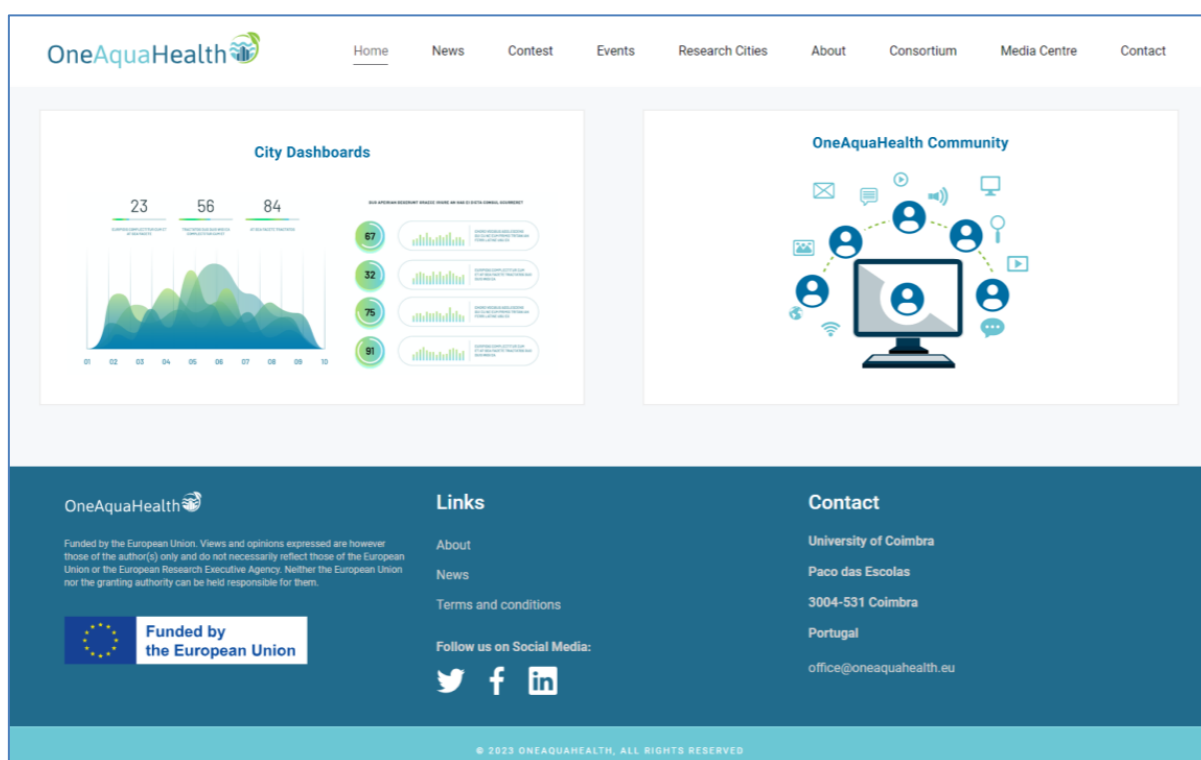 OneAquaHealth
Home News Contest Events Research Cities About Consortium Media Centre Contact
City Dashboards
23 56 84
67
32
75
91
01 02 03 04 05 06 07 08 09 10
OneAquaHealth Community
OneAquaHealth
Funded by the European Union. Views and opinions expressed are however
those of the author(s) only and do not necessarily reflect those of the European
Union or the European Research Executive Agency. Neither the European Union
nor the granting authority can be held responsible for them.
Funded by
the European Union
Links
About
News
Terms and conditions
Follow us on Social Media:
Contact
University of Coimbra
Paco das Escolas
3004-531 Coimbra
Portugal
office@oneaquahealth.eu
© 2023 ONEAQUAHEALTH, ALL RIGHTS RESERVED